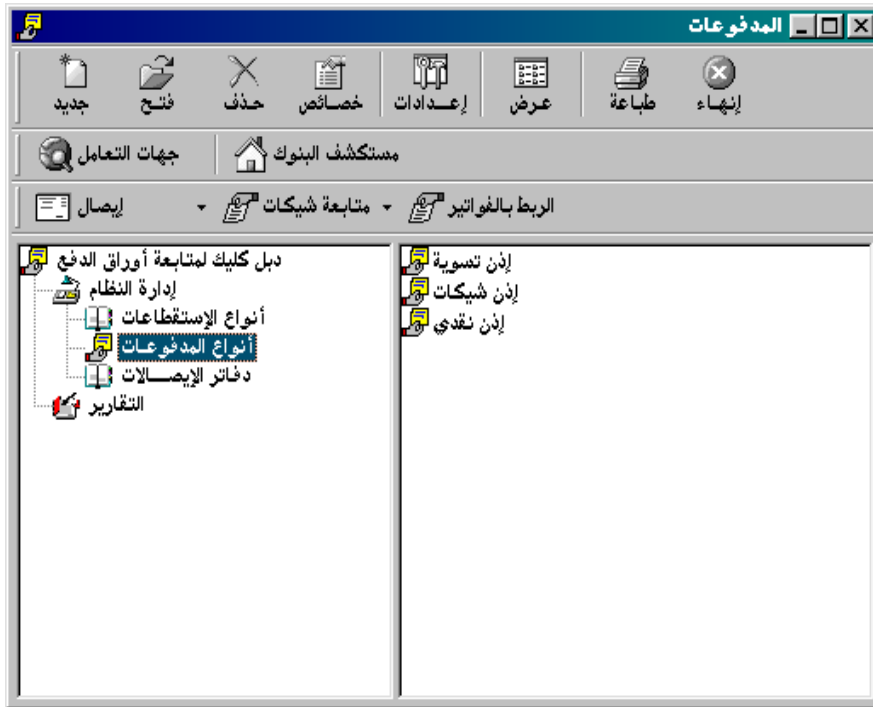 المدفوعات
جديد فتح حذف خصائص إعدادات عرض طباعة إنهاء
جهات التعامل مستكشف البنوك
إيصال متابعة شيكات الربط بالفواتير
دبل كليك لمتابعة أوراق الدفع
إدارة النظام
أنواع الإستقطاعات
أنواع المدفوعات
دفاتر الإيصالات
التقارير
إذن تسوية
إذن شيكات
إذن نقدي